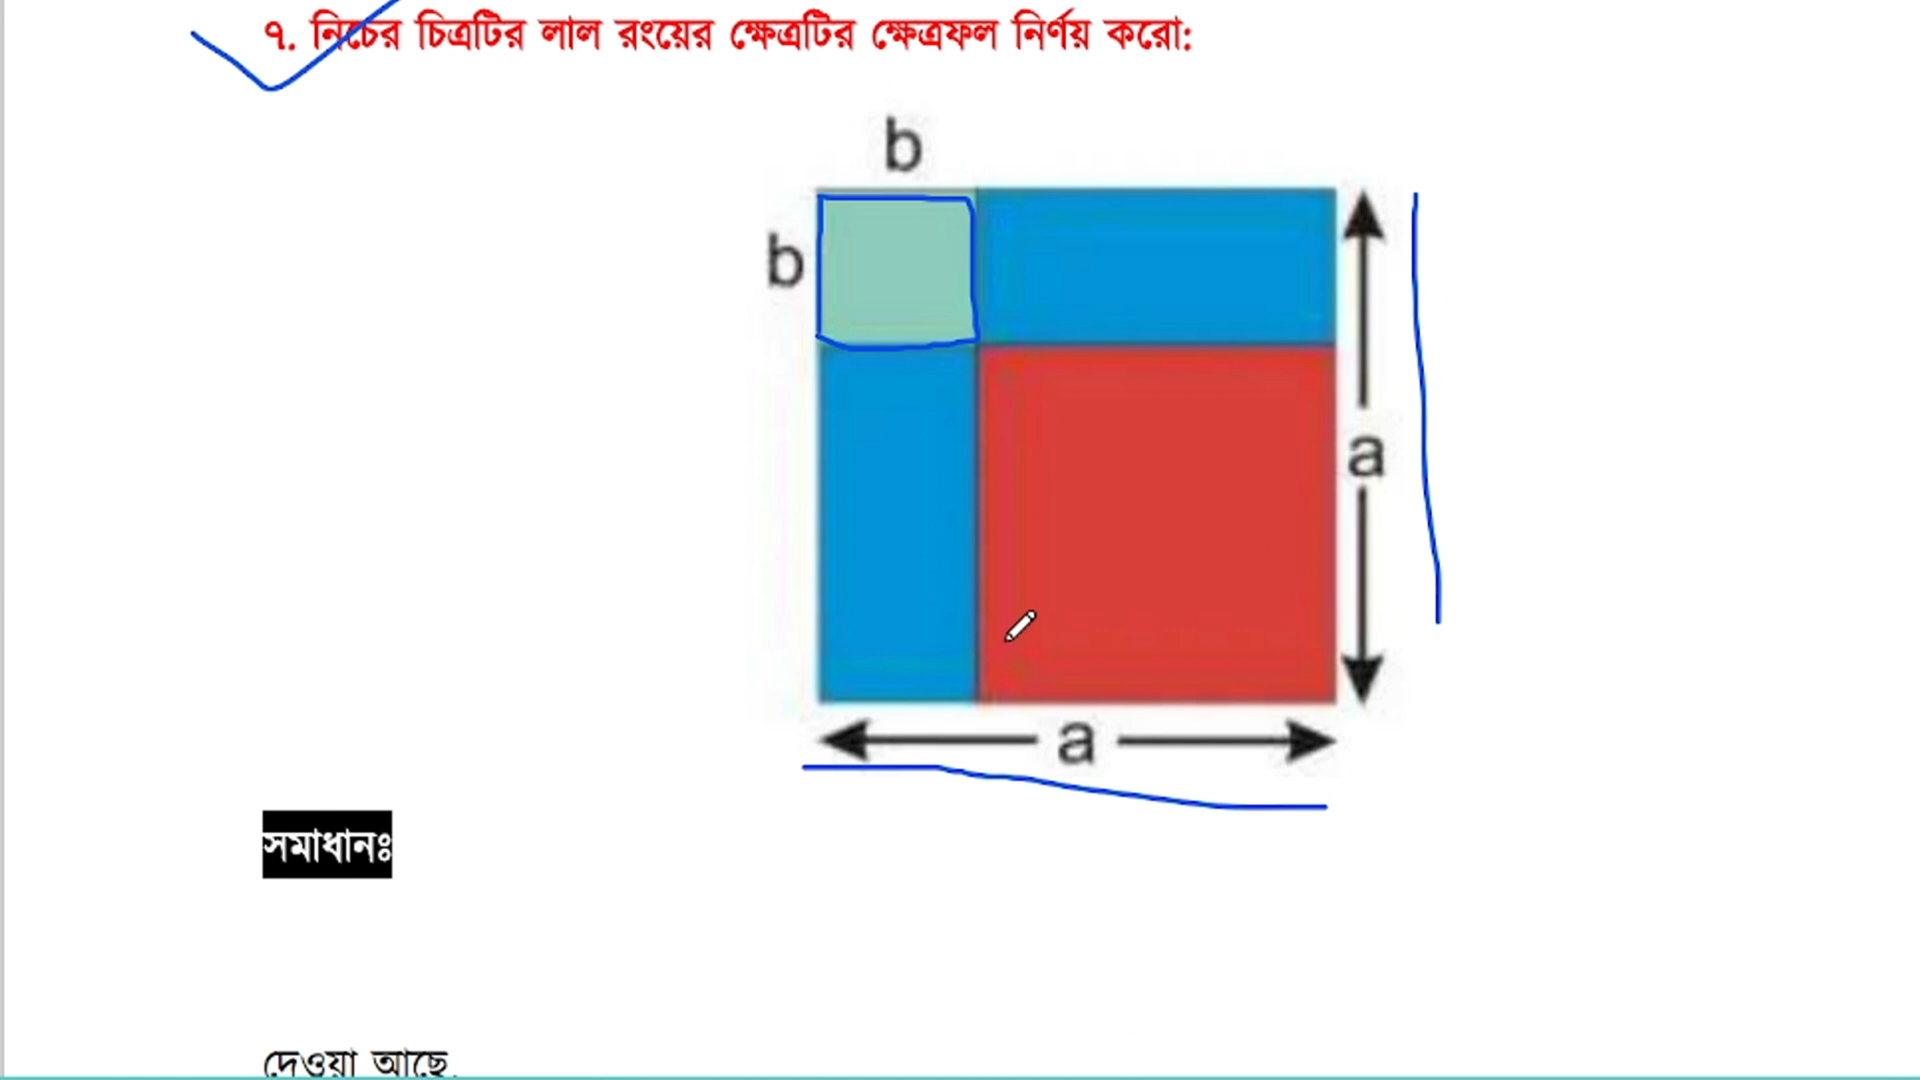 ৭. নিচের চিত্রটির লাল রংয়ের ক্ষেত্রটির ক্ষেত্রফল নির্ণয় করো:
b
b
a
a
সমাধানঃ
দেওয়া আছে,